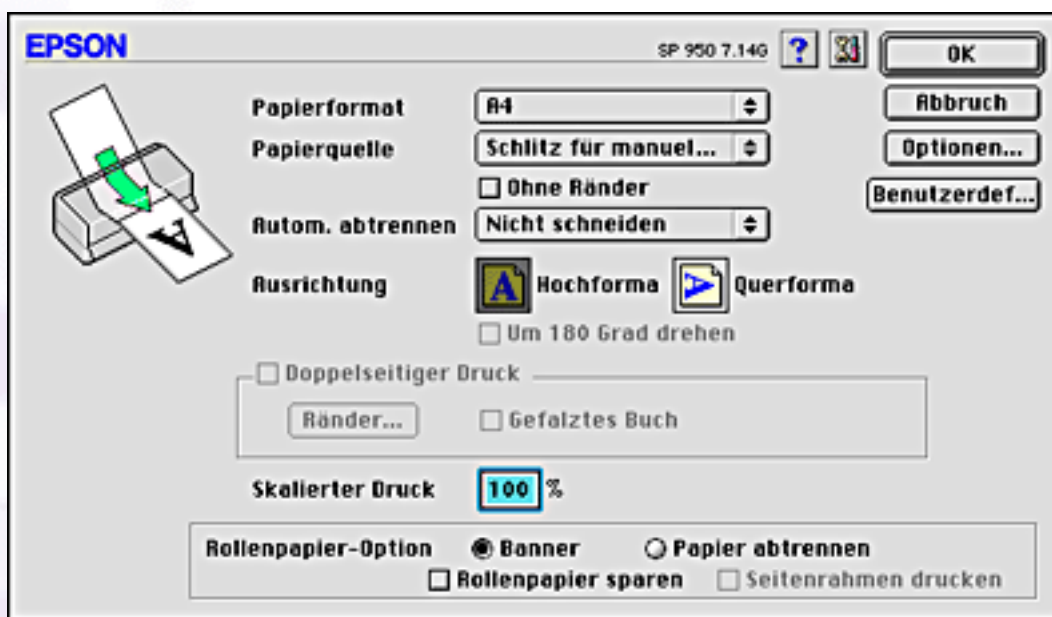 EPSON
SP 950 7.14G ? OK
Papierformat A4 Abbruch
Papierquelle Schlitz für manuel... Optionen...
Ohne Ränder Benutzerdef...
Autom. abtrennen Nicht schneiden
Ausrichtung A Hochforma A Querforma
Um 180 Grad drehen
Doppelseitiger Druck
Ränder... Gefalztes Buch
Skalierter Druck 100 %
Rollenpapier-Option Banner Papier abtrennen
Rollenpapier sparen Seitenrahmen drucken
A